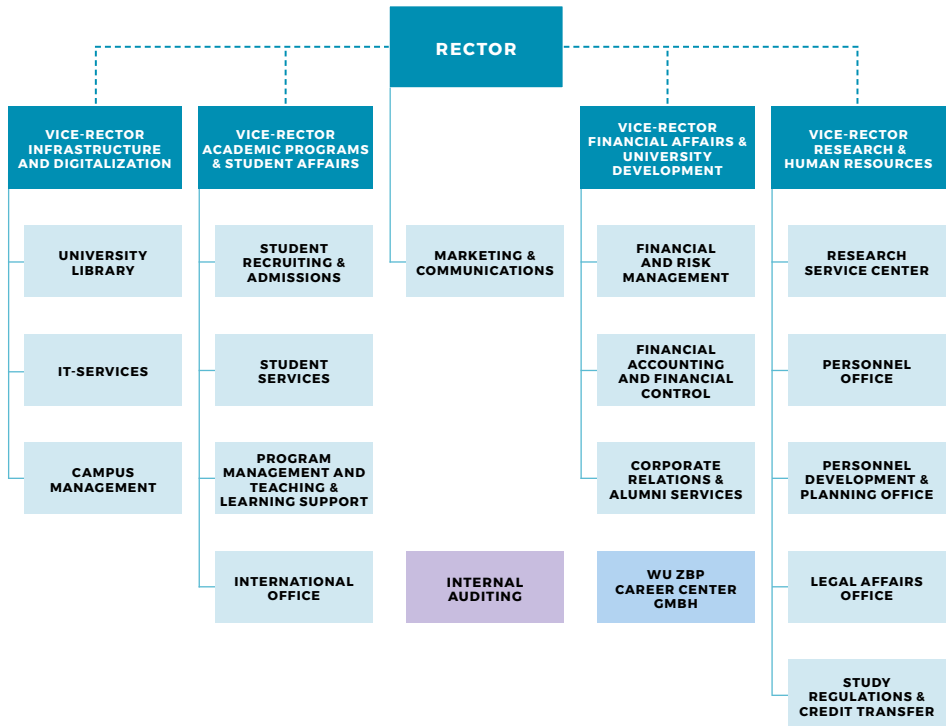 RECTOR
VICE-RECTOR
INFRASTRUCTURE
AND DIGITALIZATION
VICE-RECTOR
ACADEMIC PROGRAMS
& STUDENT AFFAIRS
VICE-RECTOR
FINANCIAL AFFAIRS &
UNIVERSITY
DEVELOPMENT
VICE-RECTOR
RESEARCH &
HUMAN RESOURCES
UNIVERSITY
LIBRARY
STUDENT
RECRUITING &
ADMISSIONS
MARKETING &
COMMUNICATIONS
FINANCIAL
AND RISK
MANAGEMENT
RESEARCH
SERVICE CENTER
IT-SERVICES
STUDENT
SERVICES
FINANCIAL
ACCOUNTING
AND FINANCIAL
CONTROL
PERSONNEL
OFFICE
CAMPUS
MANAGEMENT
PROGRAM
MANAGEMENT AND
TEACHING &
LEARNING SUPPORT
CORPORATE
RELATIONS &
ALUMNI SERVICES
PERSONNEL
DEVELOPMENT &
PLANNING OFFICE
INTERNATIONAL
OFFICE
INTERNAL
AUDITING
WU ZBP
CAREER CENTER
GMBH
LEGAL AFFAIRS
OFFICE
STUDY
REGULATIONS &
CREDIT TRANSFER